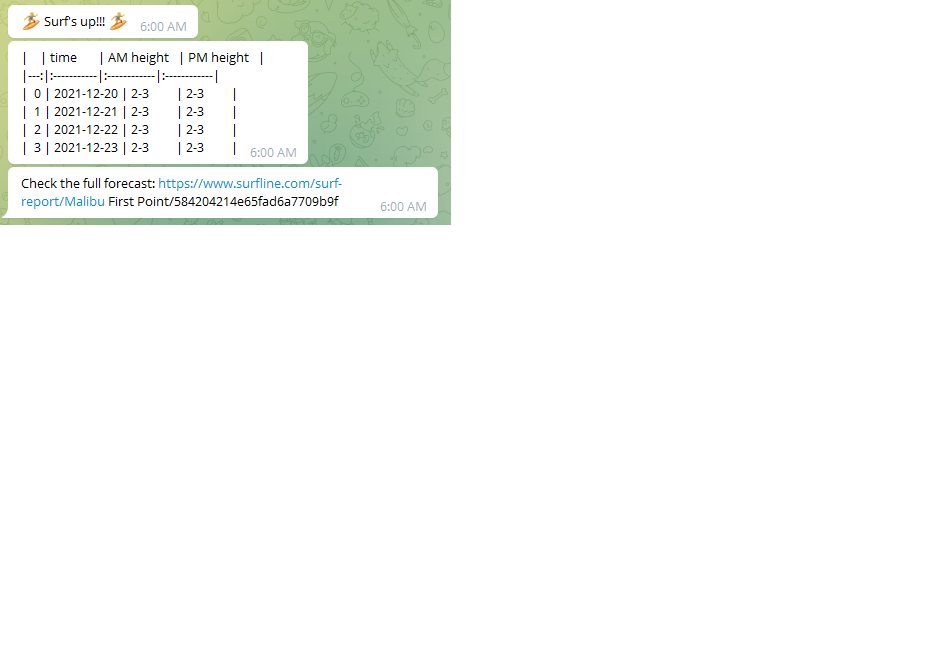 🏄 Surf's up!!! 🏄 6:00 AM
| | time | AM height | PM height |
|---:|:-----------|:------------|:------------|
| 0 | 2021-12-20 | 2-3 | 2-3 |
| 1 | 2021-12-21 | 2-3 | 2-3 |
| 2 | 2021-12-22 | 2-3 | 2-3 |
| 3 | 2021-12-23 | 2-3 | 2-3 | 6:00 AM
Check the full forecast: https://www.surfline.com/surf-
report/Malibu First Point/584204214e65fad6a7709b9f 6:00 AM